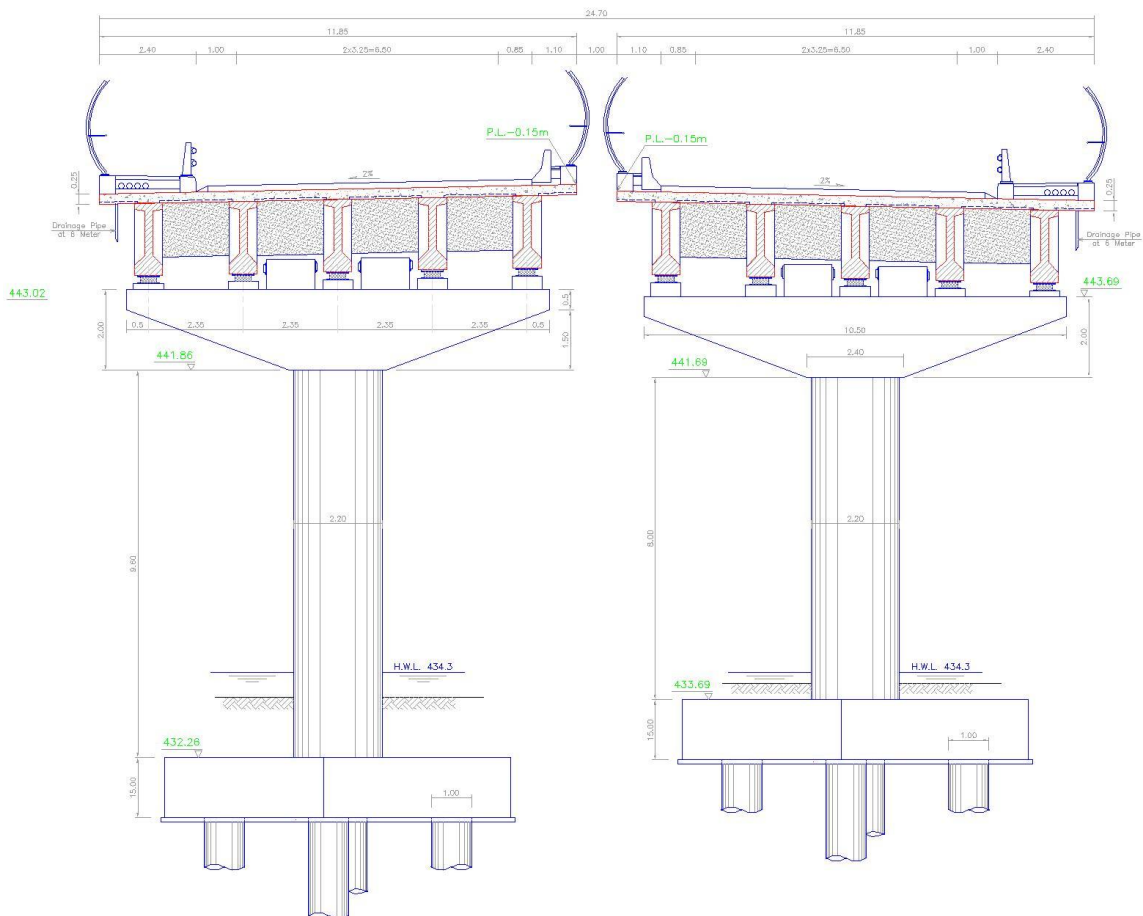 24.70
11.85 11.85
2.40 1.00 2x3.25=6.50 0.85 1.10 1.00 1.10 0.85 2x3.25=6.50 1.00 2.40
P.L.-0.15m P.L.-0.15m
2% 2%
0.25 0.25
Drainage Pipe
at 6 Meter
Drainage Pipe
at 6 Meter
443.02 443.69
0.5
2.00 0.5 2.35 2.35 2.35 2.35 0.5 1.50 10.50 2.00
441.86 2.40 441.69
9.60 2.20 8.00 2.20
H.W.L. 434.3 H.W.L. 434.3
433.69
432.26 15.00 1.00
15.00 1.00